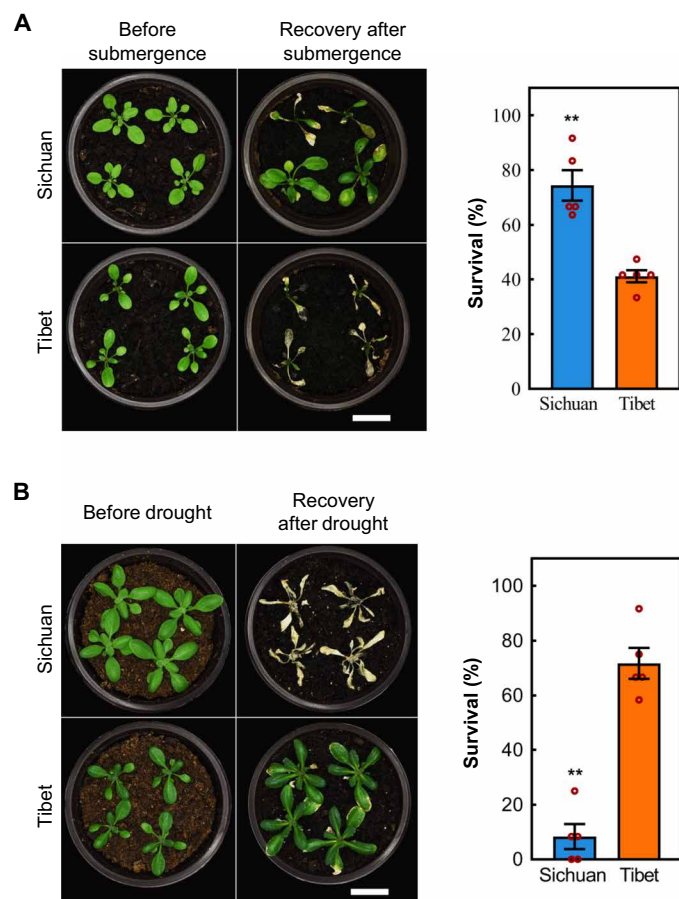 A
Before
submergence
Recovery after
submergence
Sichuan
Tibet
Survival (%)
100
80
60
40
20
0
**
Sichuan
Tibet
B
Before drought
Recovery
after drought
Sichuan
Tibet
Survival (%)
100
80
60
40
20
0
**
Sichuan
Tibet